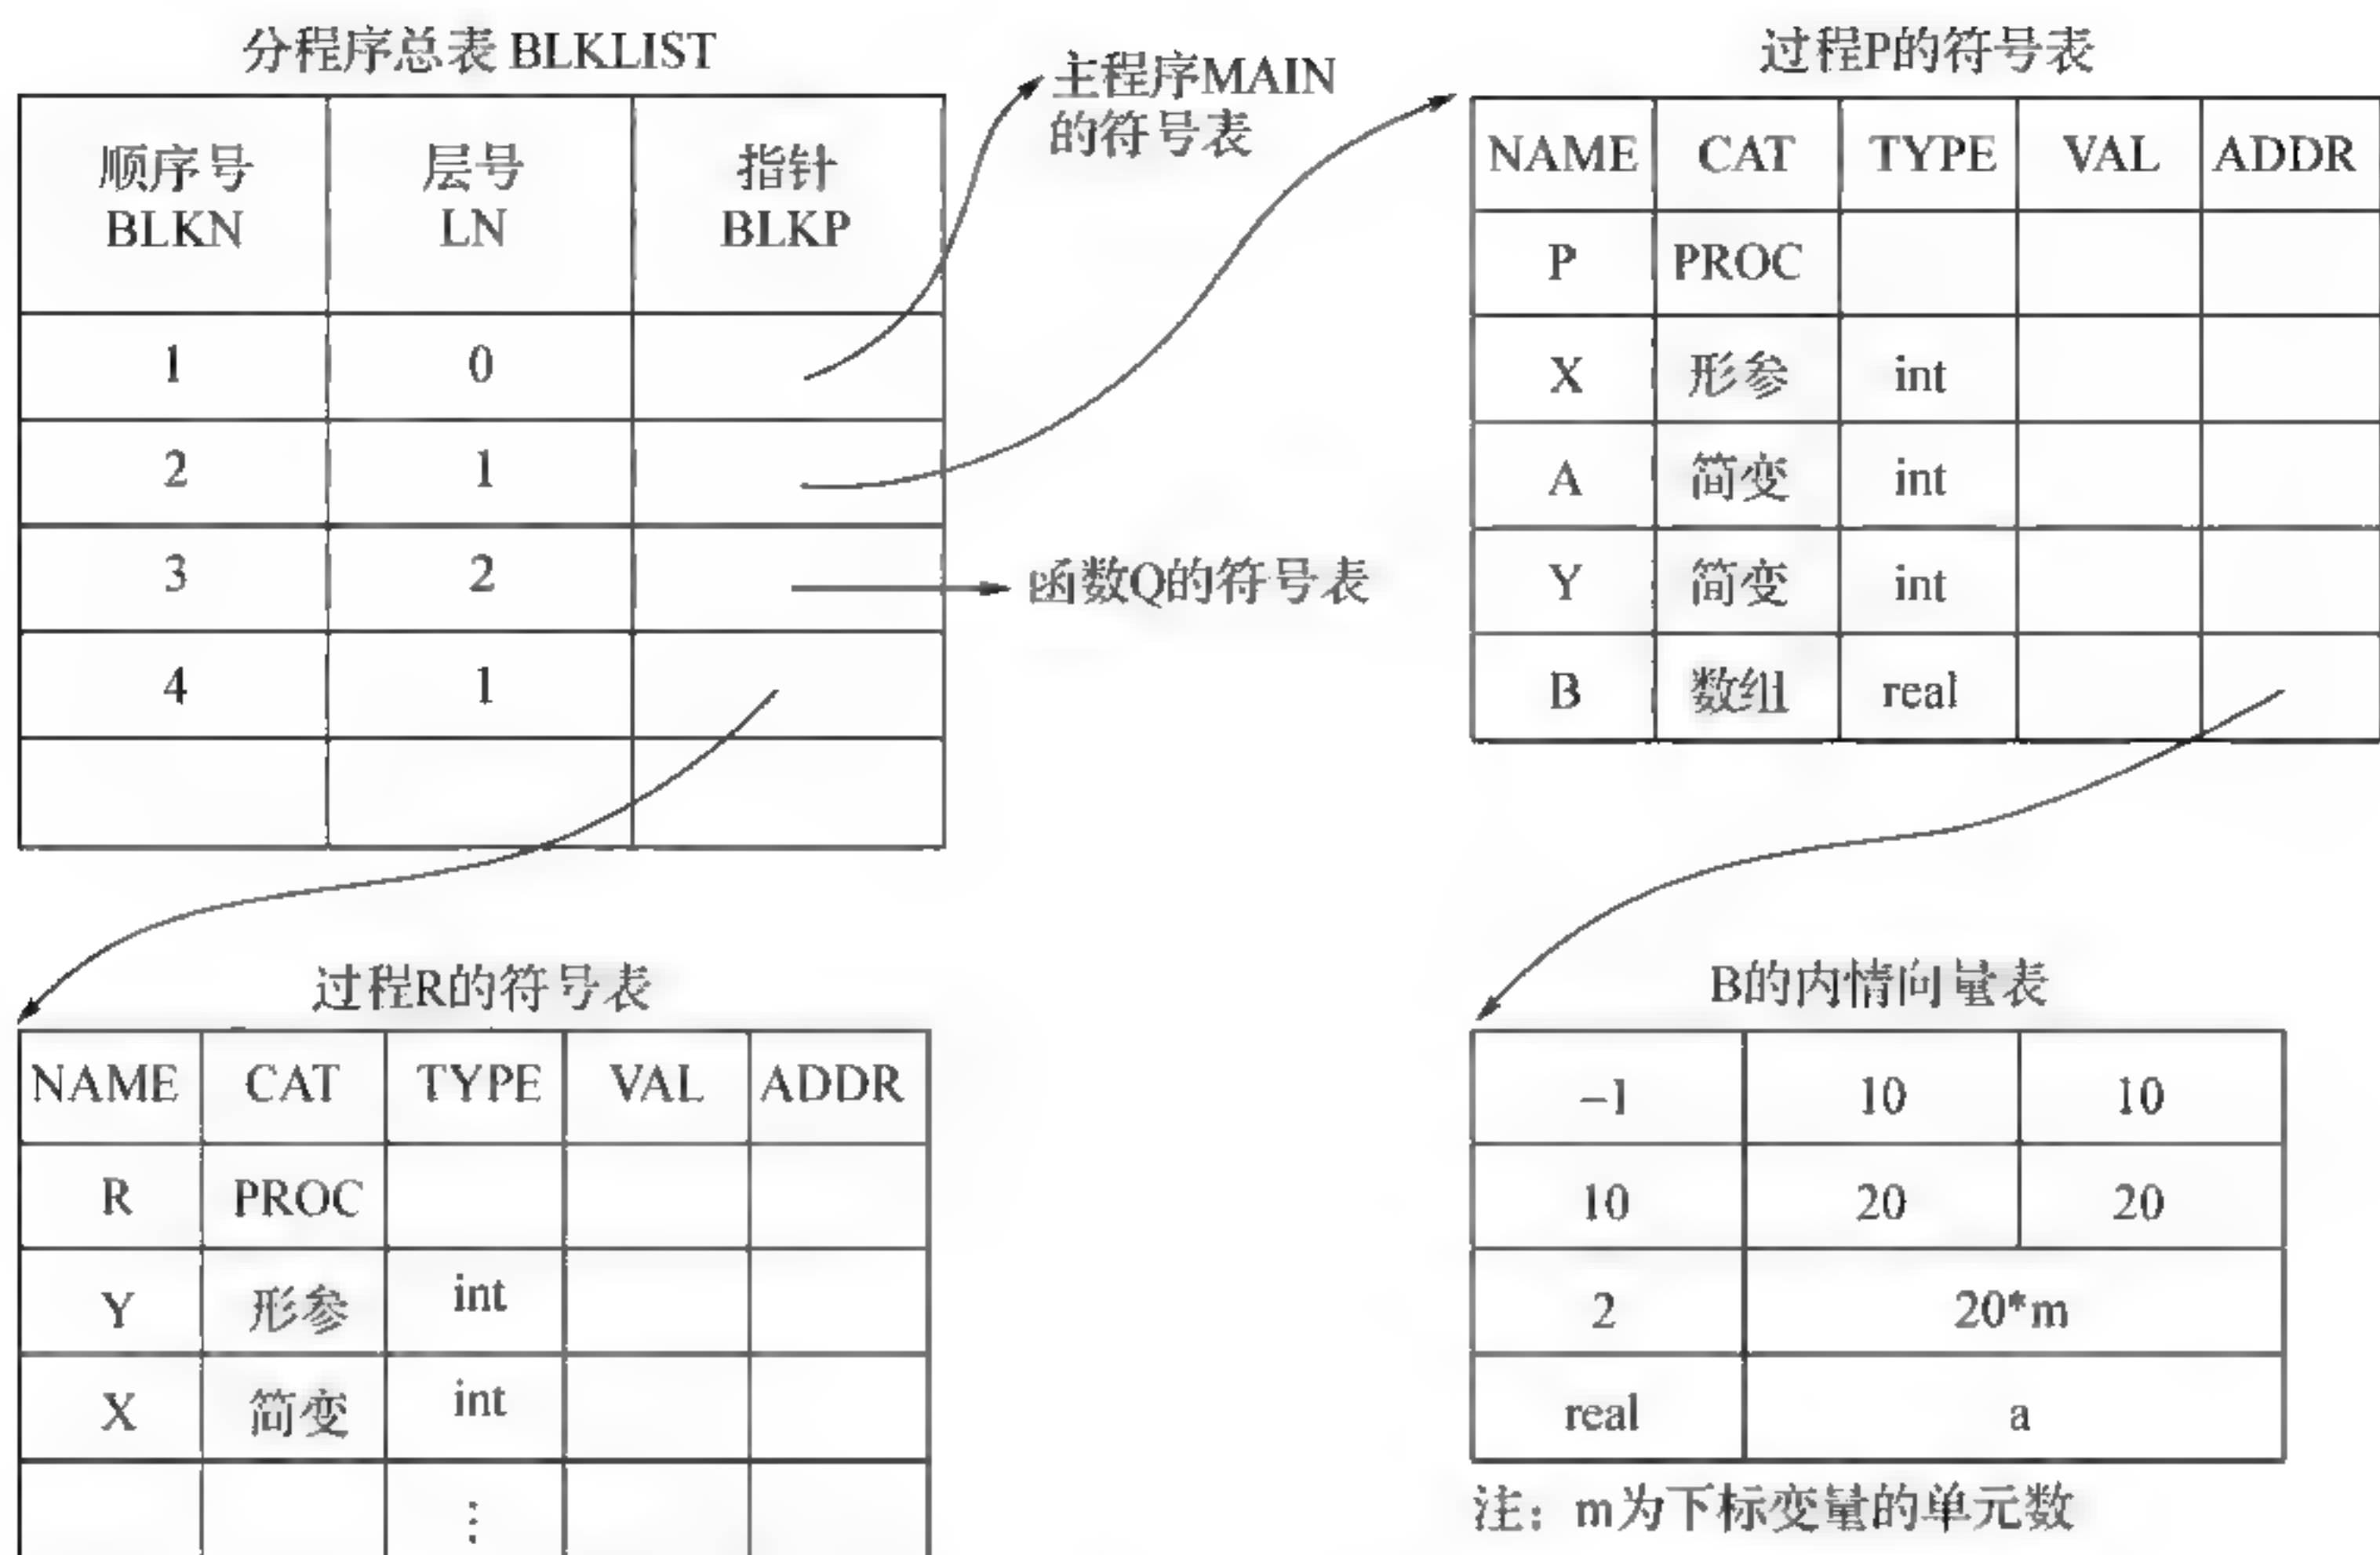 分程序总表 BLKLIST
顺序号 层号 指针
BLKN LN BLKP
1 0
2 1
3 2
4 1
主程序MAIN
的符号表
函数Q的符号表
过程P的符号表
NAME CAT TYPE VAL ADDR
P PROC
X 形参 int
A 简变 int
Y 简变 int
B 数组 real
过程R的符号表
NAME CAT TYPE VAL ADDR
R PROC
Y 形参 int
X 简变 int
⋮
B的内情向量表
–1 10 10
10 20 20
2 20*m
real a
注：m为下标变量的单元数